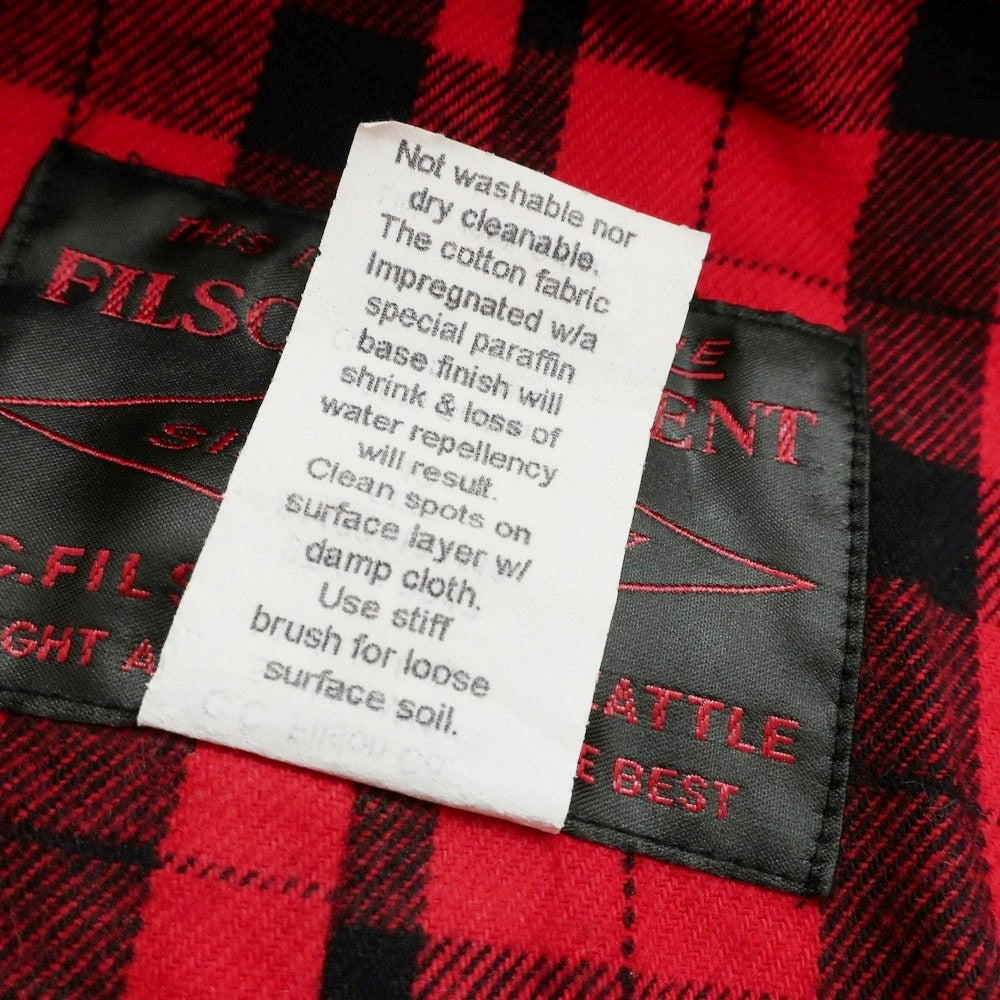 Not washable nor
dry cleanable.
The cotton fabric
Impregnated w/a
special paraffin
base finish will
shrink & loss of
water repellency
will result.
Clean spots on
surface layer w/
damp cloth.
Use stiff
brush for loose
surface soil.
THIS
FILSO
ENT
C.FILS
GHT A
EATTLE
E BEST